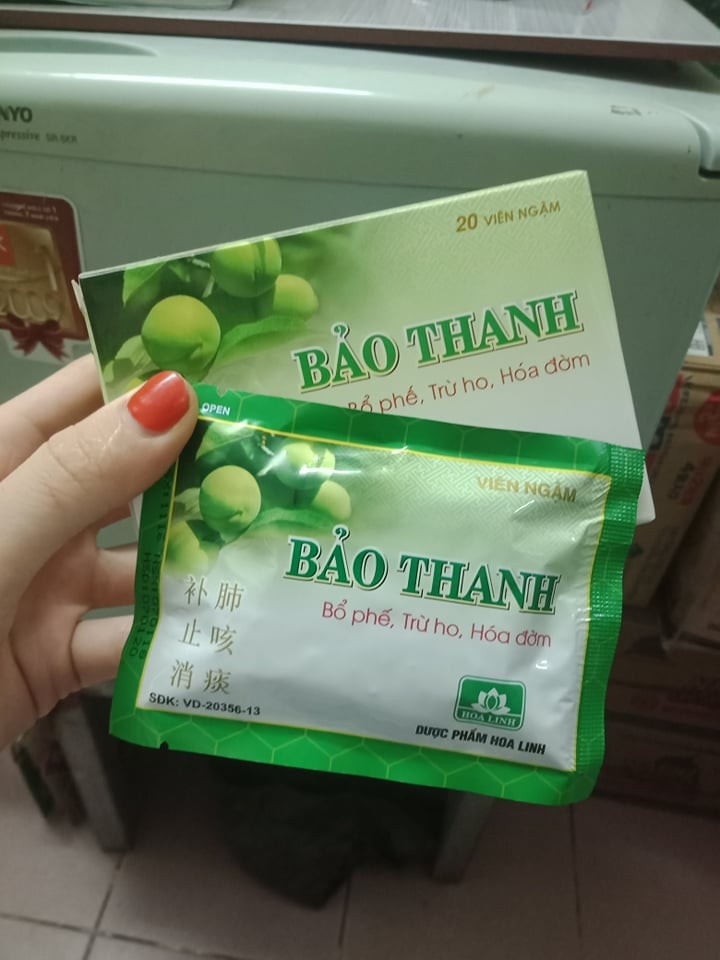 NYO
20 VIÊN NGẬM
BẢO THANH
Bổ phế, Trừ ho, Hóa đờm
OPEN
VIÊN NGẬM
BẢO THANH
Bổ phế, Trừ ho, Hóa đờm
补肺
止咳
消痰
SĐK: VD-20356-13
HOA LINH
DƯỢC PHẨM HOA LINH